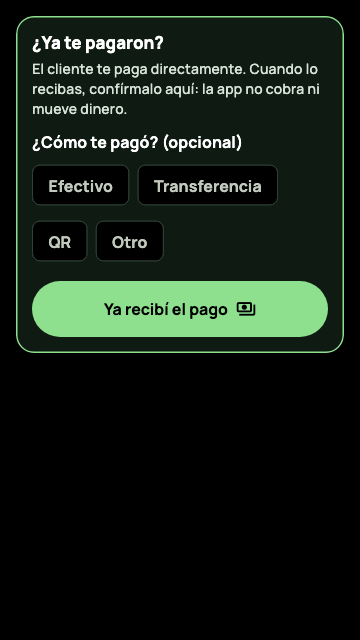 ¿Ya te pagaron?
El cliente te paga directamente. Cuando lo
recibas, confírmalo aquí: la app no cobra ni
mueve dinero.
¿Cómo te pagó? (opcional)
Efectivo
Transferencia
QR
Otro
Ya recibí el pago